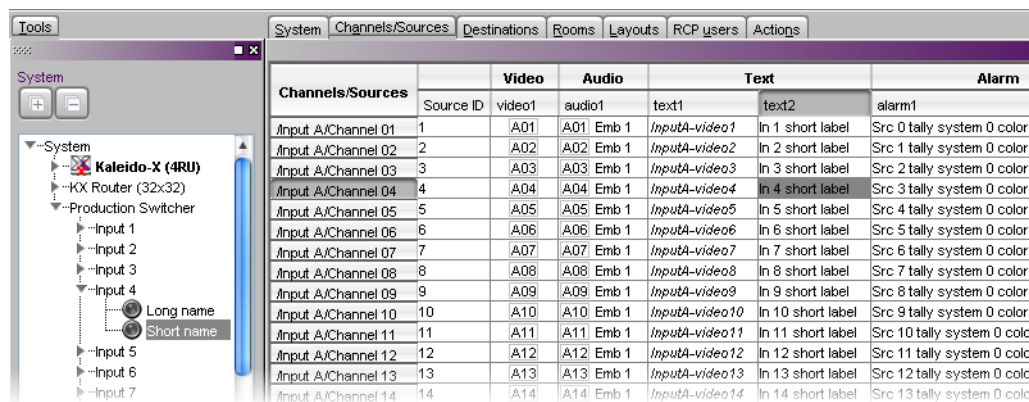 Tools
System
System
Kaleido-X (4RU)
KX Router (32x32)
Production Switcher
Input 1
Input 2
Input 3
Input 4
Long name
Short name
Input 5
Input 6
Input 7
System Channels/Sources Destinations Rooms Layouts RCP users Actions
Channels/Sources Video Audio Text Alarm
Source ID video1 audio1 text1 text2 alarm1
/Input A/Channel 01 1 A01 A01 Emb 1 InputA-video1 In 1 short label Src 0 tally system 0 color
/Input A/Channel 02 2 A02 A02 Emb 1 InputA-video2 In 2 short label Src 1 tally system 0 color
/Input A/Channel 03 3 A03 A03 Emb 1 InputA-video3 In 3 short label Src 2 tally system 0 color
/Input A/Channel 04 4 A04 A04 Emb 1 InputA-video4 In 4 short label Src 3 tally system 0 color
/Input A/Channel 05 5 A05 A05 Emb 1 InputA-video5 In 5 short label Src 4 tally system 0 color
/Input A/Channel 06 6 A06 A06 Emb 1 InputA-video6 In 6 short label Src 5 tally system 0 color
/Input A/Channel 07 7 A07 A07 Emb 1 InputA-video7 In 7 short label Src 6 tally system 0 color
/Input A/Channel 08 8 A08 A08 Emb 1 InputA-video8 In 8 short label Src 7 tally system 0 color
/Input A/Channel 09 9 A09 A09 Emb 1 InputA-video9 In 9 short label Src 8 tally system 0 color
/Input A/Channel 10 10 A10 A10 Emb 1 InputA-video10 In 10 short label Src 9 tally system 0 color
/Input A/Channel 11 11 A11 A11 Emb 1 InputA-video11 In 11 short label Src 10 tally system 0 colo
/Input A/Channel 12 12 A12 A12 Emb 1 InputA-video12 In 12 short label Src 11 tally system 0 colo
/Input A/Channel 13 13 A13 A13 Emb 1 InputA-video13 In 13 short label Src 12 tally system 0 colo
/Input A/Channel 14 14 A14 A14 Emb 1 InputA-video14 In 14 short label Src 13 tally system 0 colo